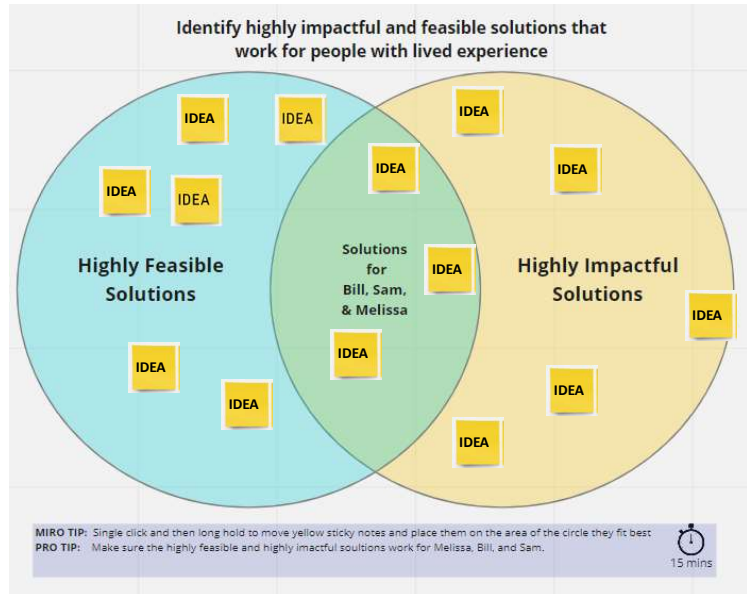 Identify highly impactful and feasible solutions that
work for people with lived experience
IDEA
IDEA
IDEA
IDEA
IDEA
IDEA
IDEA
IDEA
Highly Feasible
Solutions
Solutions
for
Bill, Sam,
& Melissa
IDEA
Highly Impactful
Solutions
IDEA
IDEA
IDEA
IDEA
IDEA
IDEA
MIRO TIP: Single click and then long hold to move yellow sticky notes and place them on the area of the circle they fit best
PRO TIP: Make sure the highly feasible and highly imactful soultions work for Melissa, Bill, and Sam.
15 mins